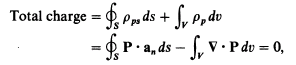 Total charge = ∮_S ρ_ps ds + ∫_V ρ_p dv
= ∮_S P · a_n ds − ∫_V ∇ · P dv = 0,